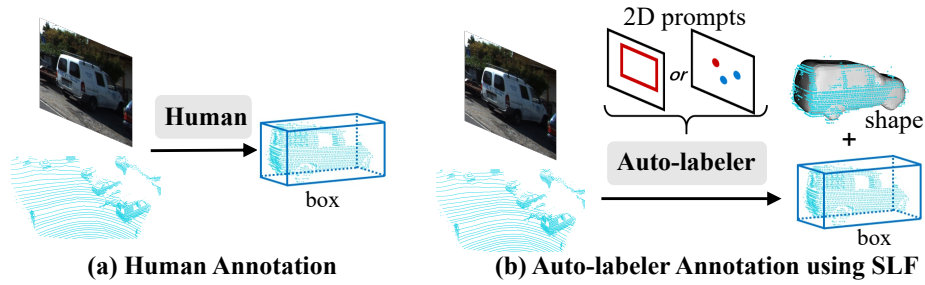 Human
box
(a) Human Annotation
2D prompts
or
shape
+
Auto-labeler
box
(b) Auto-labeler Annotation using SLF